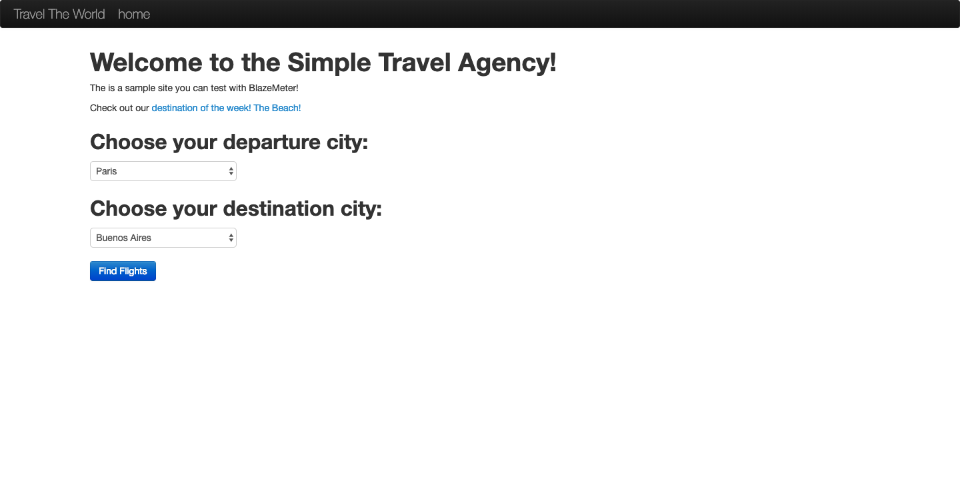 Travel The World home
Welcome to the Simple Travel Agency!
The is a sample site you can test with BlazeMeter!
Check out our destination of the week! The Beach!
Choose your departure city:
Paris
Choose your destination city:
Buenos Aires
Find Flights